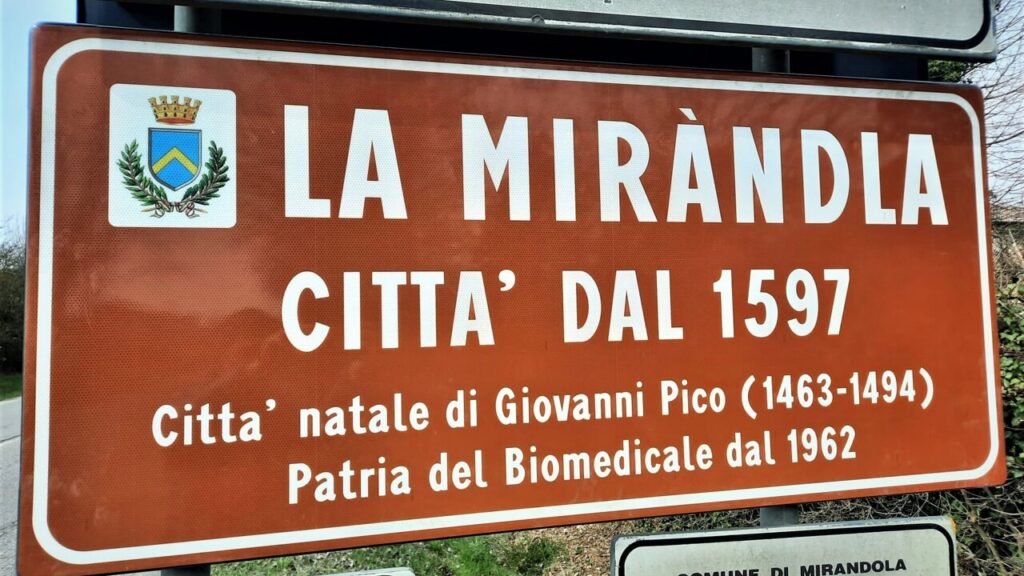 LA MIRÀNDLA
CITTA' DAL 1597
Citta' natale di Giovanni Pico (1463-1494)
Patria del Biomedicale dal 1962
COMUNE DI MIRANDOLA